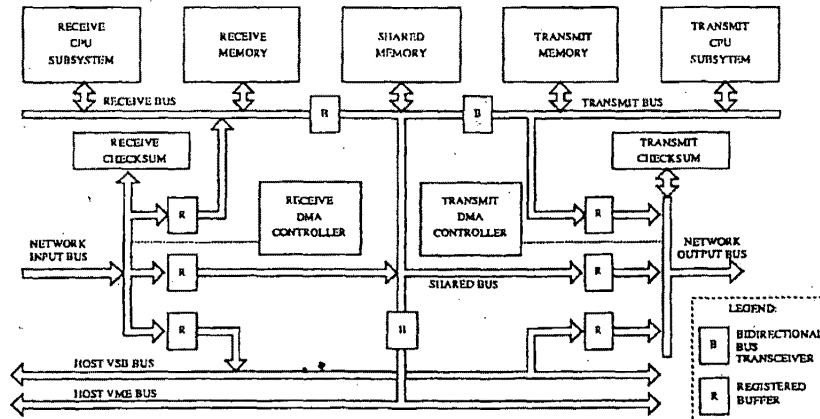 RECEIVE
CPU
SUBSYSTEM
RECEIVE
MEMORY
SHARED
MEMORY
TRANSMIT
MEMORY
TRANSMIT
CPU
SUBSYTEM
RECEIVE BUS
B
B
TRANSMIT BUS
RECEIVE
CHECKSUM
TRANSMIT
CHECKSUM
R
RECEIVE
DMA
CONTROLLER
TRANSMIT
DMA
CONTROLLER
R
NETWORK
INPUT BUS
NETWORK
OUTPUT BUS
R
SHARED BUS
R
R
B
R
LEGEND:
B
BIDIRECTIONAL
BUS
TRANSCEIVER
R
REGISTERED
BUFFER
HOST VSB BUS
HOST VME BUS